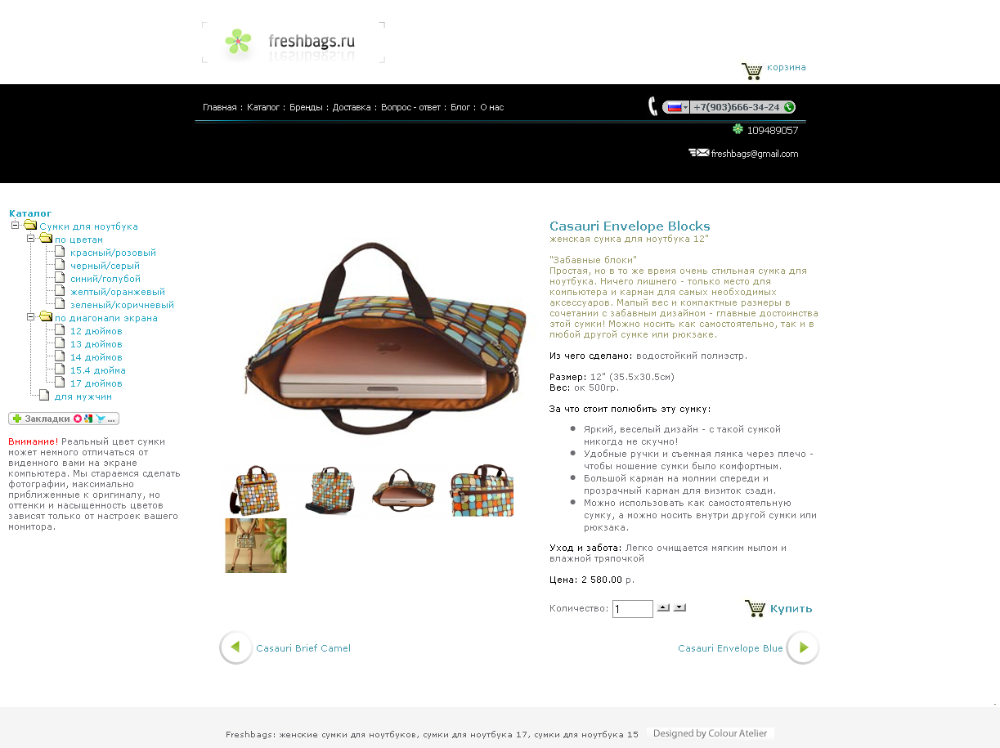 freshbags.ru
корзина
Главная : Каталог : Бренды : Доставка : Вопрос - ответ : Блог : О нас
+7(903)666-34-24
109489057
freshbags@gmail.com
Каталог
Сумки для ноутбука
по цветам
красный/розовый
черный/серый
синий/голубой
желтый/оранжевый
зеленый/коричневый
по диагонали экрана
12 дюймов
13 дюймов
14 дюймов
15.4 дюйма
17 дюймов
для мужчин
Закладки ...
Внимание! Реальный цвет сумки
может немного отличаться от
виденного вами на экране
компьютера. Мы стараемся сделать
фотографии, максимально
приближенные к оригиналу, но
оттенки и насыщенность цветов
зависят только от настроек вашего
монитора.
Casauri Envelope Blocks
женская сумка для ноутбука 12"
"Забавные блоки"
Простая, но в то же время очень стильная сумка для
ноутбука. Ничего лишнего - только место для
компьютера и карман для самых необходимых
аксессуаров. Малый вес и компактные размеры в
сочетании с забавным дизайном - главные достоинства
этой сумки! Можно носить как самостоятельно, так и в
любой другой сумке или рюкзаке.
Из чего сделано: водостойкий полиэстр.
Размер: 12" (35.5х30.5см)
Вес: ок 500гр.
За что стоит полюбить эту сумку:
Яркий, веселый дизайн - с такой сумкой
никогда не скучно!
Удобные ручки и съемная лямка через плечо -
чтобы ношение сумки было комфортным.
Большой карман на молнии спереди и
прозрачный карман для визиток сзади.
Можно использовать как самостоятельную
сумку, а можно носить внутри другой сумки или
рюкзака.
Уход и забота: Легко очищается мягким мылом и
влажной тряпочкой
Цена: 2 580.00 р.
Количество: 1
Купить
Casauri Brief Camel
Casauri Envelope Blue
Freshbags: женские сумки для ноутбуков, сумки для ноутбука 17, сумки для ноутбука 15
Designed by Colour Atelier